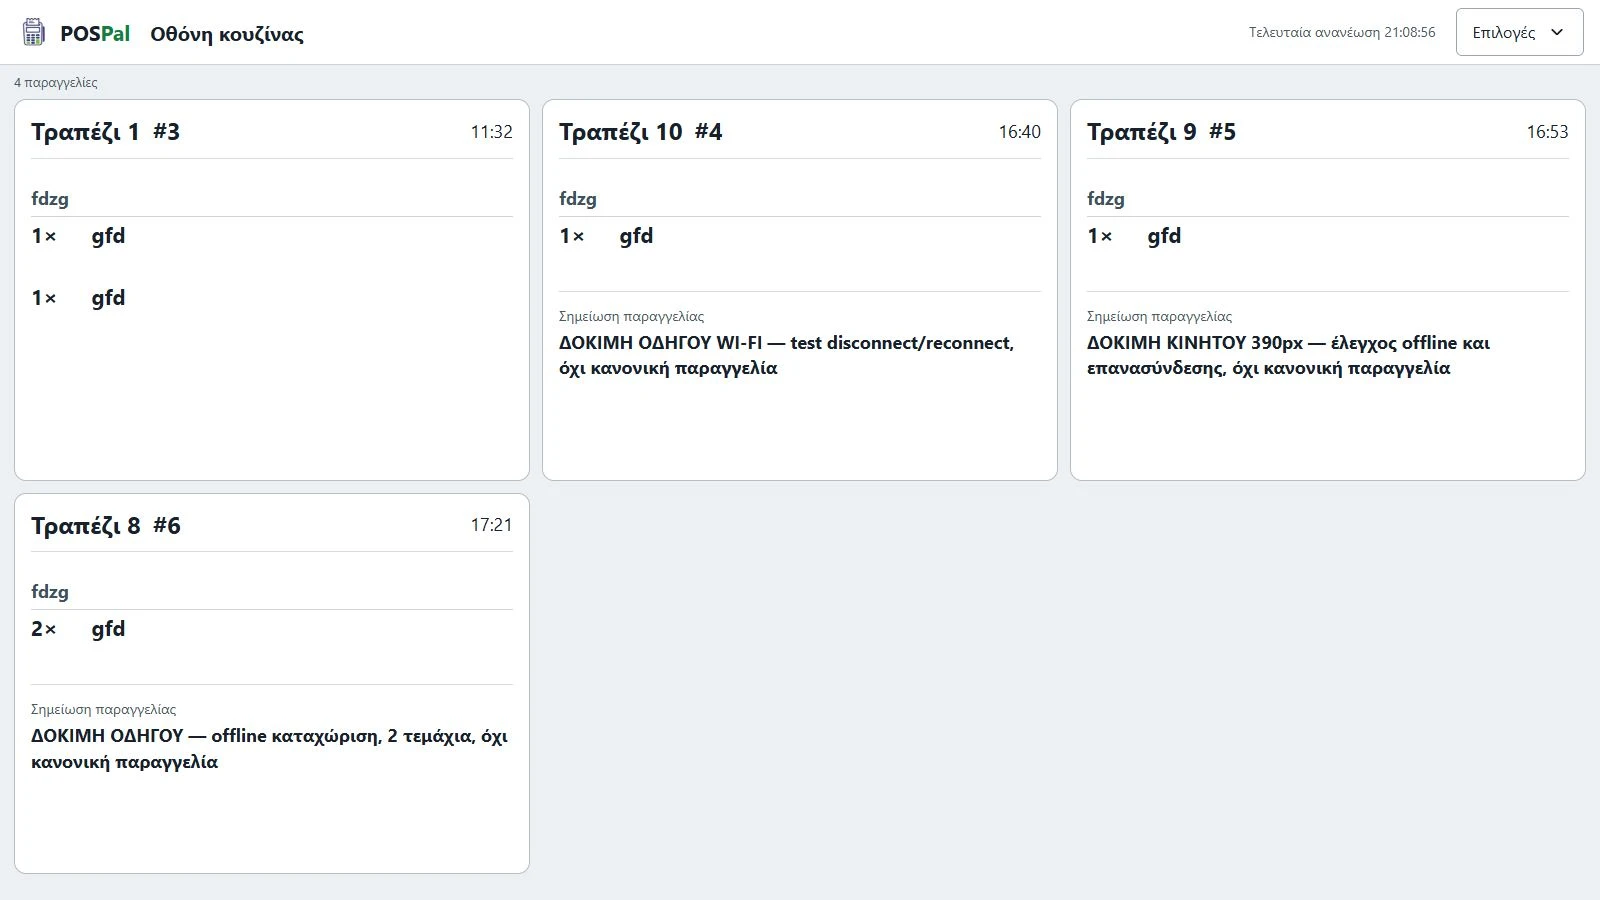 POSPal Οθόνη κουζίνας
Τελευταία ανανέωση 21:08:56
Επιλογές
4 παραγγελίες
Τραπέζι 1 #3 11:32
fdzg
1× gfd
1× gfd
Τραπέζι 10 #4 16:40
fdzg
1× gfd
Σημείωση παραγγελίας
ΔΟΚΙΜΗ ΟΔΗΓΟΥ WI-FI — test disconnect/reconnect,
όχι κανονική παραγγελία
Τραπέζι 9 #5 16:53
fdzg
1× gfd
Σημείωση παραγγελίας
ΔΟΚΙΜΗ ΚΙΝΗΤΟΥ 390px — έλεγχος offline και
επανασύνδεσης, όχι κανονική παραγγελία
Τραπέζι 8 #6 17:21
fdzg
2× gfd
Σημείωση παραγγελίας
ΔΟΚΙΜΗ ΟΔΗΓΟΥ — offline καταχώριση, 2 τεμάχια, όχι
κανονική παραγγελία